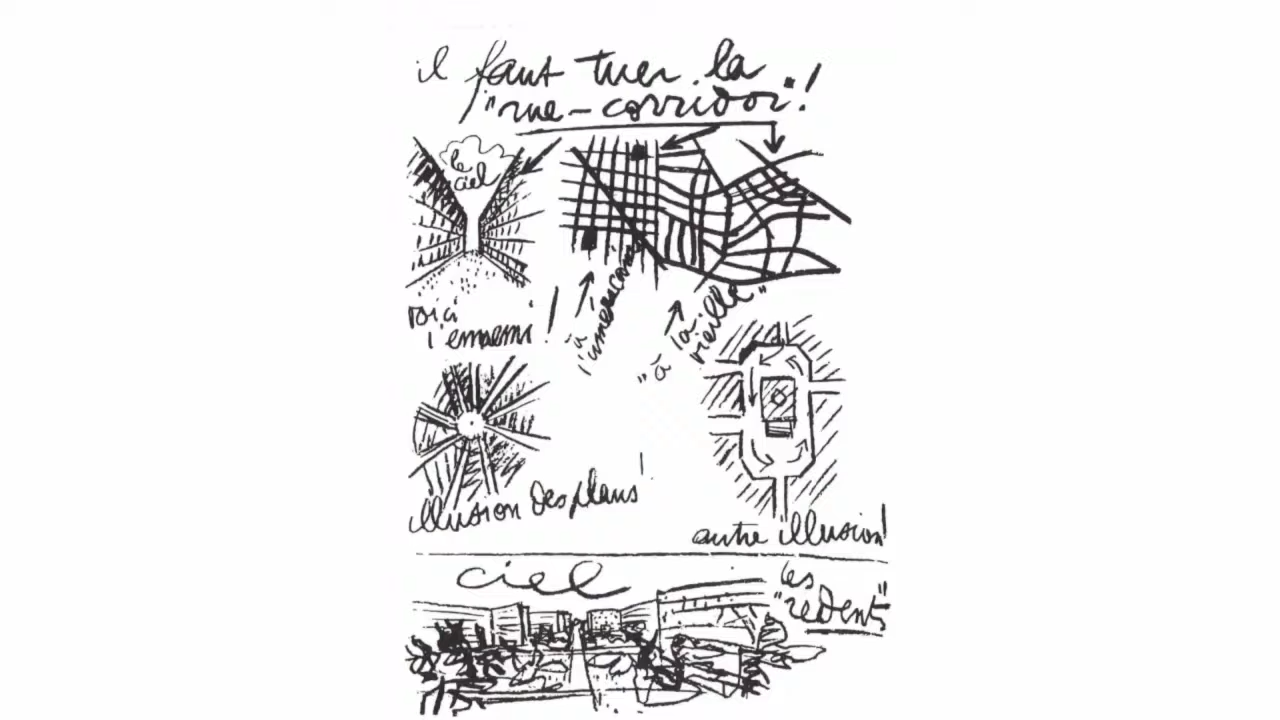 il faut tuer la
"rue-corridor"!
le
ciel
voici
l'ennemi!
à
l'américaine
"à la
vieille"
illusion des plans!
autre illusion!
ciel
les
"redents"